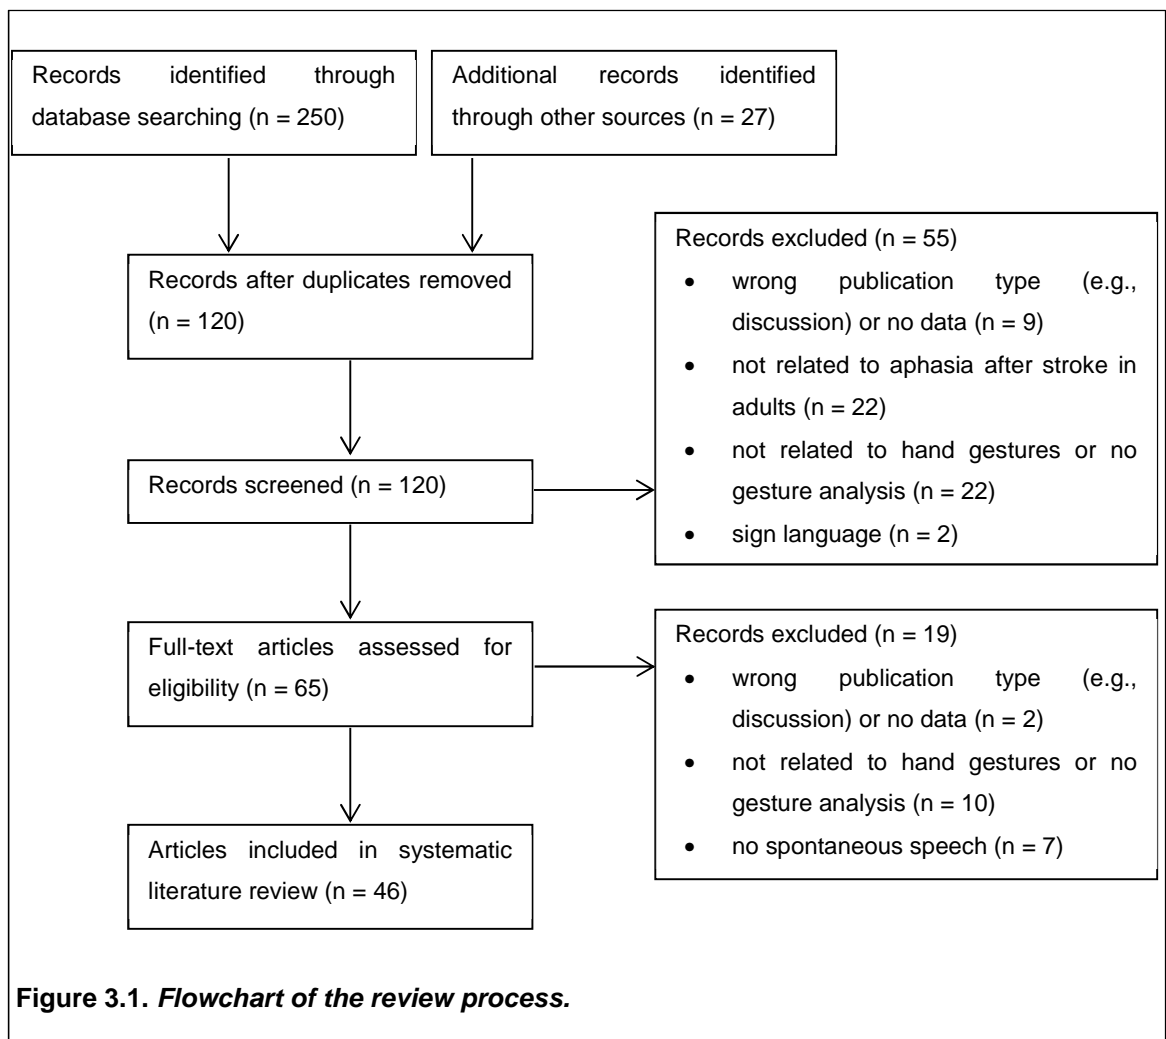 Records identified through
database searching (n = 250)
Additional records identified
through other sources (n = 27)
Records after duplicates removed
(n = 120)
Records excluded (n = 55)
• wrong publication type (e.g.,
discussion) or no data (n = 9)
• not related to aphasia after stroke in
adults (n = 22)
• not related to hand gestures or no
gesture analysis (n = 22)
• sign language (n = 2)
Records screened (n = 120)
Full-text articles assessed for
eligibility (n = 65)
Records excluded (n = 19)
• wrong publication type (e.g.,
discussion) or no data (n = 2)
• not related to hand gestures or no
gesture analysis (n = 10)
• no spontaneous speech (n = 7)
Articles included in systematic
literature review (n = 46)
Figure 3.1. Flowchart of the review process.